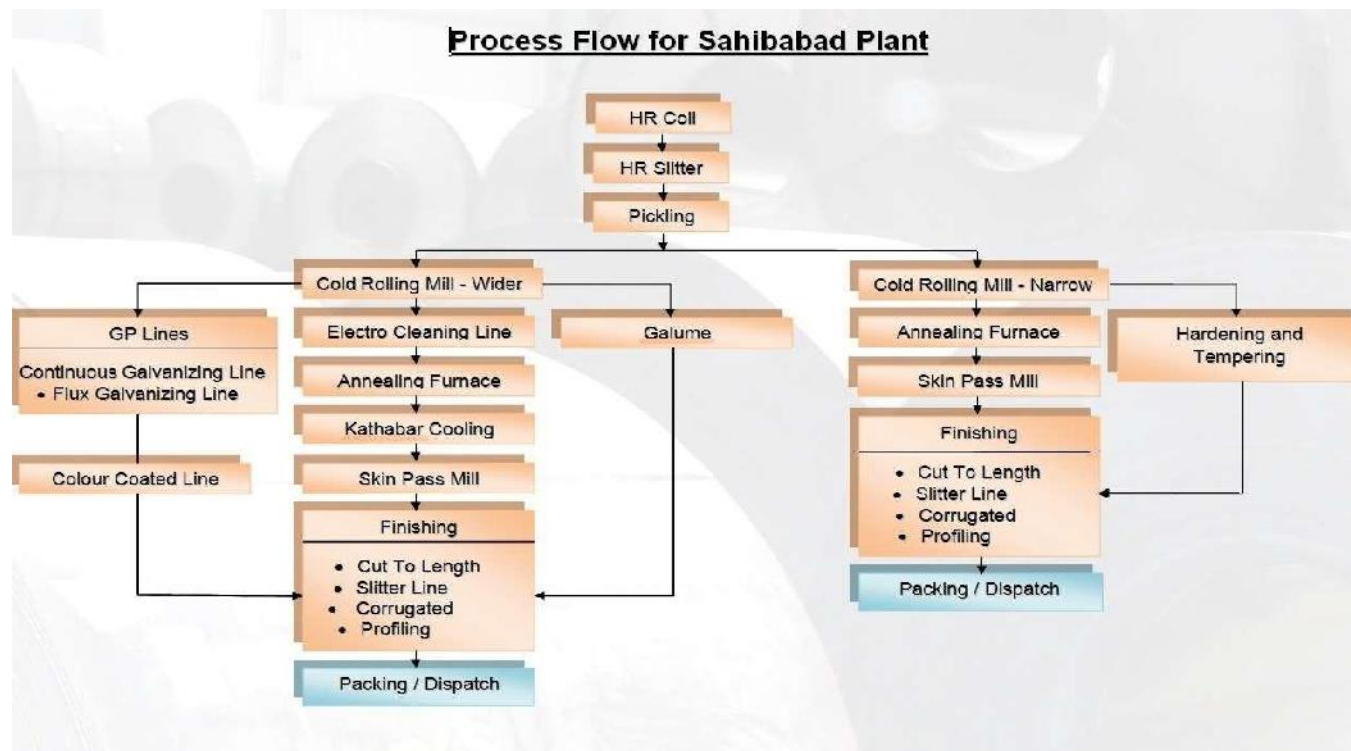 Process Flow for Sahibabad Plant
HR Coil
HR Slitter
Pickling
Cold Rolling Mill - Wider
GP Lines
Continuous Galvanizing Line
• Flux Galvanizing Line
Colour Coated Line
Electro Cleaning Line
Annealing Furnace
Kathabar Cooling
Skin Pass Mill
Galume
Finishing
• Cut To Length
• Slitter Line
• Corrugated
• Profiling
Packing / Dispatch
Cold Rolling Mill - Narrow
Annealing Furnace
Skin Pass Mill
Hardening and
Tempering
Finishing
• Cut To Length
• Slitter Line
• Corrugated
• Profiling
Packing / Dispatch